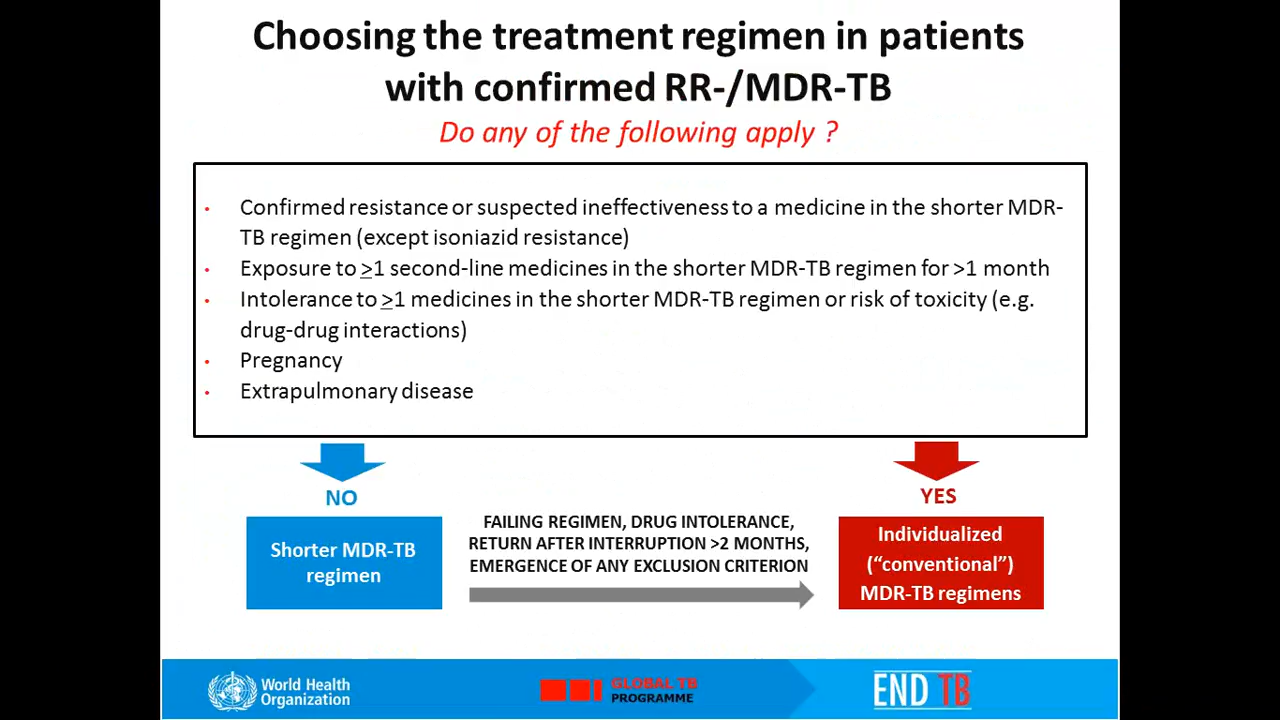 Choosing the treatment regimen in patients
with confirmed RR-/MDR-TB
Do any of the following apply ?
• Confirmed resistance or suspected ineffectiveness to a medicine in the shorter MDR-
TB regimen (except isoniazid resistance)
• Exposure to ≥1 second-line medicines in the shorter MDR-TB regimen for >1 month
• Intolerance to ≥1 medicines in the shorter MDR-TB regimen or risk of toxicity (e.g.
drug-drug interactions)
• Pregnancy
• Extrapulmonary disease
NO
YES
Shorter MDR-TB
regimen
FAILING REGIMEN, DRUG INTOLERANCE,
RETURN AFTER INTERRUPTION >2 MONTHS,
EMERGENCE OF ANY EXCLUSION CRITERION
Individualized
(“conventional”)
MDR-TB regimens
World Health
Organization
GLOBAL TB
PROGRAMME
END TB